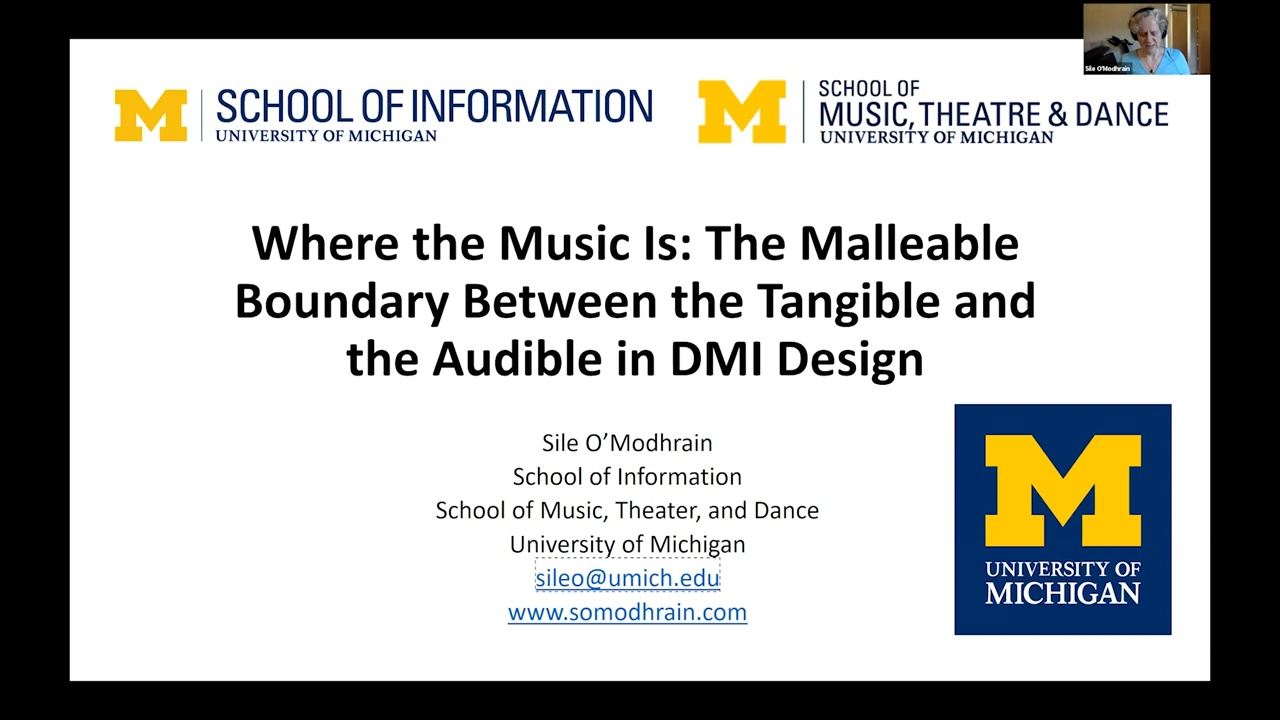 Sile O'Modhrain
SCHOOL OF INFORMATION
UNIVERSITY OF MICHIGAN
SCHOOL OF
MUSIC, THEATRE & DANCE
UNIVERSITY OF MICHIGAN
Where the Music Is: The Malleable
Boundary Between the Tangible and
the Audible in DMI Design
Sile O’Modhrain
School of Information
School of Music, Theater, and Dance
University of Michigan
sileo@umich.edu
www.somodhrain.com
UNIVERSITY OF
MICHIGAN